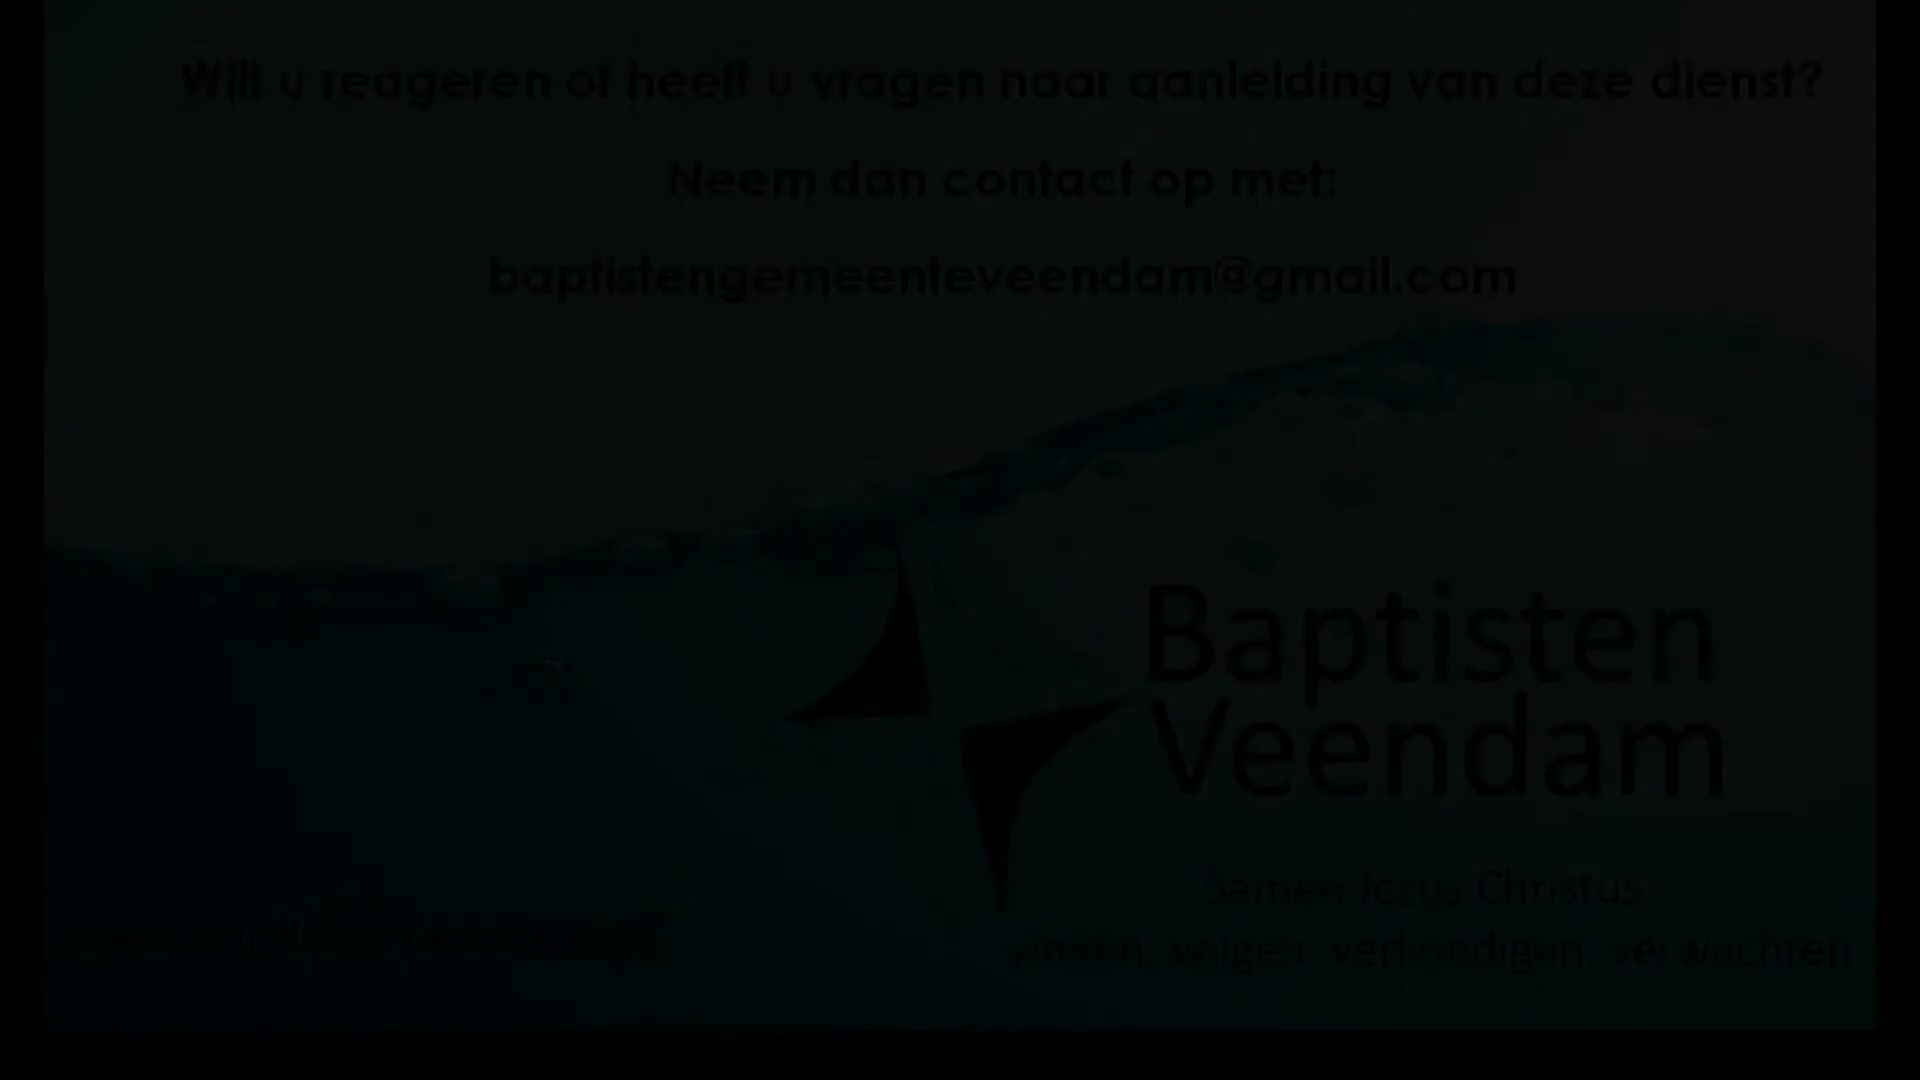 Wilt u reageren of heeft u vragen naar aanleiding van deze dienst?
Neem dan contact op met:
baptistengemeenteveendam@gmail.com
Baptisten
Veendam
Samen Jezus Christus
vinden, volgen, verkondigen, verwachten